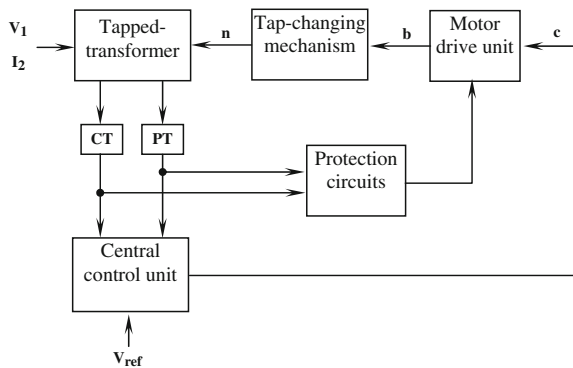 V1
I2
Tapped-
transformer
n
Tap-changing
mechanism
b
Motor
drive unit
c
CT
PT
Protection
circuits
Central
control unit
Vref